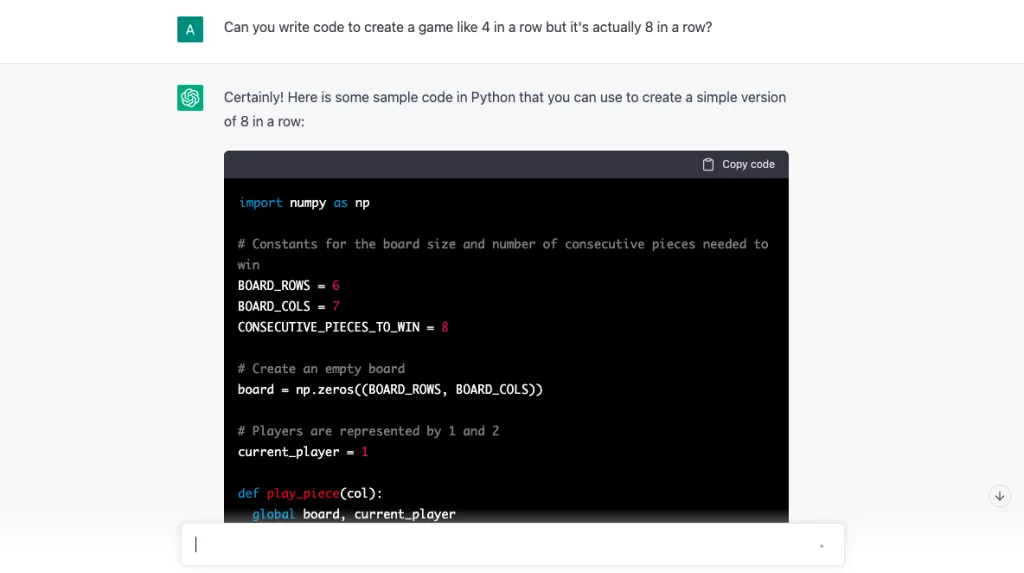 A
Can you write code to create a game like 4 in a row but it's actually 8 in a row?
Certainly! Here is some sample code in Python that you can use to create a simple version
of 8 in a row:
Copy code
import numpy as np
# Constants for the board size and number of consecutive pieces needed to
win
BOARD_ROWS = 6
BOARD_COLS = 7
CONSECUTIVE_PIECES_TO_WIN = 8
# Create an empty board
board = np.zeros((BOARD_ROWS, BOARD_COLS))
# Players are represented by 1 and 2
current_player = 1
def play_piece(col):
global board, current_player